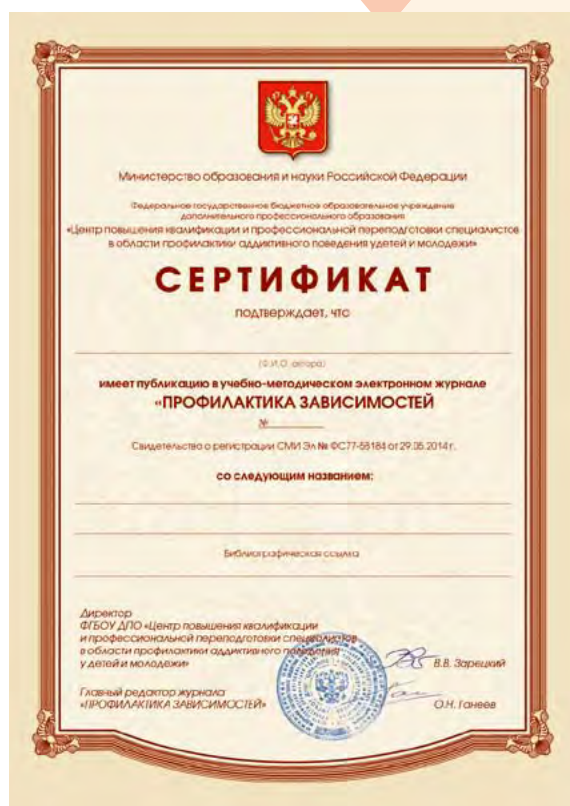 Министерство образования и науки Российской Федерации
Федеральное государственное бюджетное образовательное учреждение
дополнительного профессионального образования
«Центр повышения квалификации и профессиональной переподготовки специалистов
в области профилактики аддиктивного поведения удетей и молодежи»
СЕРТИФИКАТ
подтверждает, что
(Ф.И.О. автора)
имеет публикацию в учебно-методическом электронном журнале
«ПРОФИЛАКТИКА ЗАВИСИМОСТЕЙ
№
Свидетельство о регистрации СМИ Эл № ФС77-58184 от 29.05.2014 г.
со следующим названием:
Библиографическая ссылка
Директор
ФГБОУ ДПО «Центр повышения квалификации
и профессиональной переподготовки специалистов
в области профилактики аддиктивного поведения
у детей и молодежи»
В.В. Зарецкий
Главный редактор журнала
«ПРОФИЛАКТИКА ЗАВИСИМОСТЕЙ»
О.Н. Ганеев